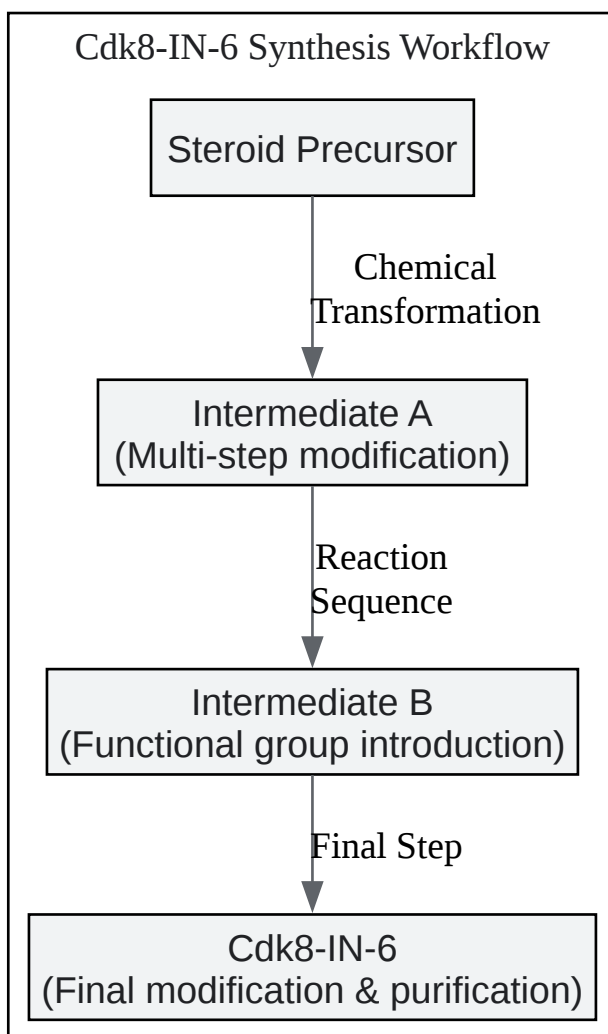 Cdk8-IN-6 Synthesis Workflow
Steroid Precursor
Chemical
Transformation
Intermediate A
(Multi-step modification)
Reaction
Sequence
Intermediate B
(Functional group introduction)
Final Step
Cdk8-IN-6
(Final modification & purification)